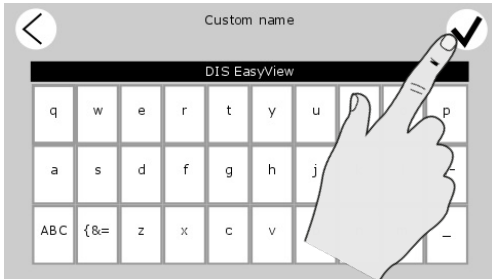 Custom name
DIS EasyView
q w e r t y u p
a s d f g h j
ABC {&= z x c v _